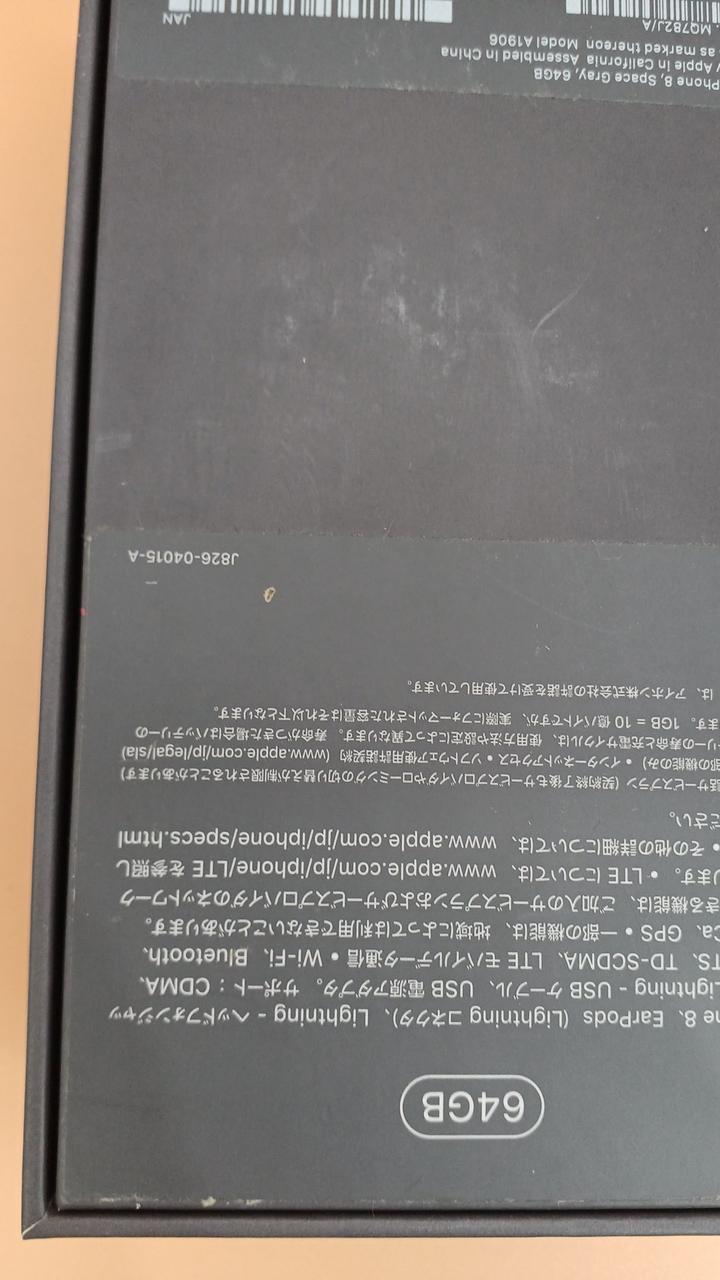 64GB
ne 8、EarPods (Lightning コネクタ)、Lightning - ヘッドフォンジャッ
Lightning - USB ケーブル、USB 電源アダプタ。サポート：CDMA、
TS、TD-SCDMA、LTE モバイルデータ通信 • Wi-Fi、Bluetooth、
Ca、GPS • 一部の機能は、地域によっては利用できないことがあります。
きる機能は、ご加入のサービスプランおよびサービスプロバイダのネットワーク
ります。 • LTE については、www.apple.com/jp/iphone/LTE を参照し
• その他の詳細については、www.apple.com/jp/iphone/specs.html
ださい。
話サービスプラン (契約終了後もサービスプロバイダやローミングの切り替えが制限されることがあります)
部の機能のみ) • インターネットアクセス • ソフトウェア使用許諾契約 (www.apple.com/jp/legal/sla)
リーの寿命と充電サイクルは、使用方法や設定によって異なります。寿命がつきた場合はバッテリーの
ます。1GB = 10 億バイトですが、実際にフォーマットされた容量はそれ以下となります。
は、アイホン株式会社の許諾を受けて使用しています。
J826-04015-A
Phone 8, Space Gray, 64GB
y Apple in California Assembled in China
as marked thereon Model A1906
MQ782J/A
JAN